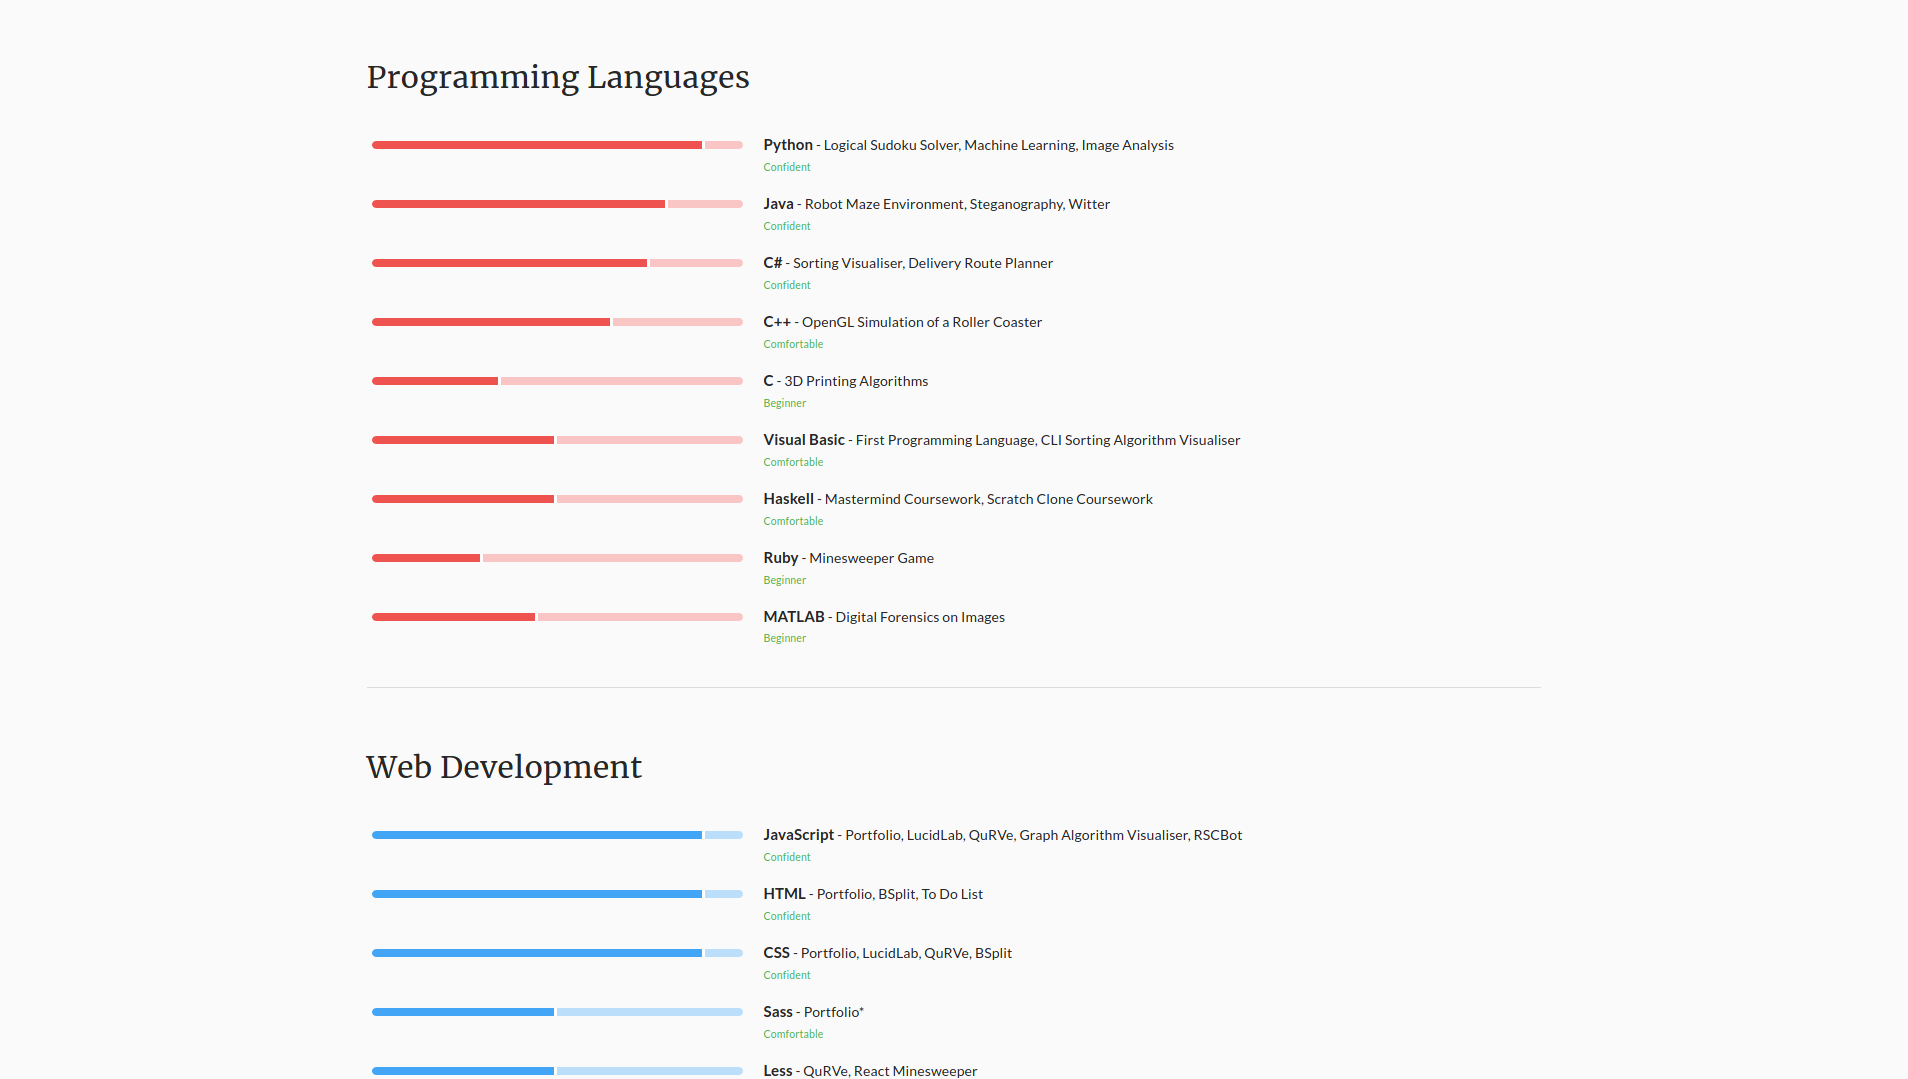 Programming Languages
Python - Logical Sudoku Solver, Machine Learning, Image Analysis
Confident
Java - Robot Maze Environment, Steganography, Witter
Confident
C# - Sorting Visualiser, Delivery Route Planner
Confident
C++ - OpenGL Simulation of a Roller Coaster
Comfortable
C - 3D Printing Algorithms
Beginner
Visual Basic - First Programming Language, CLI Sorting Algorithm Visualiser
Comfortable
Haskell - Mastermind Coursework, Scratch Clone Coursework
Comfortable
Ruby - Minesweeper Game
Beginner
MATLAB - Digital Forensics on Images
Beginner
Web Development
JavaScript - Portfolio, LucidLab, QuRVe, Graph Algorithm Visualiser, RSCBot
Confident
HTML - Portfolio, BSplit, To Do List
Confident
CSS - Portfolio, LucidLab, QuRVe, BSplit
Confident
Sass - Portfolio*
Comfortable
Less - QuRVe, React Minesweeper